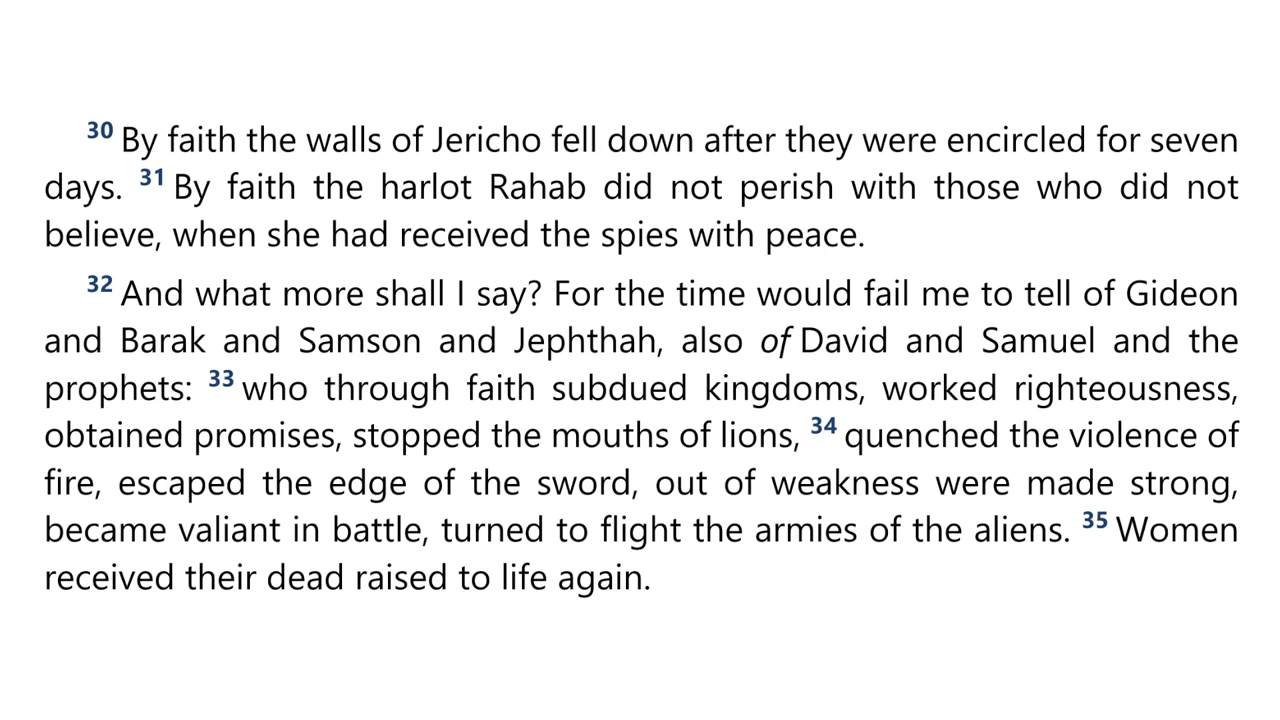 30 By faith the walls of Jericho fell down after they were encircled for seven
days. 31 By faith the harlot Rahab did not perish with those who did not
believe, when she had received the spies with peace.
32 And what more shall I say? For the time would fail me to tell of Gideon
and Barak and Samson and Jephthah, also of David and Samuel and the
prophets: 33 who through faith subdued kingdoms, worked righteousness,
obtained promises, stopped the mouths of lions, 34 quenched the violence of
fire, escaped the edge of the sword, out of weakness were made strong,
became valiant in battle, turned to flight the armies of the aliens. 35 Women
received their dead raised to life again.